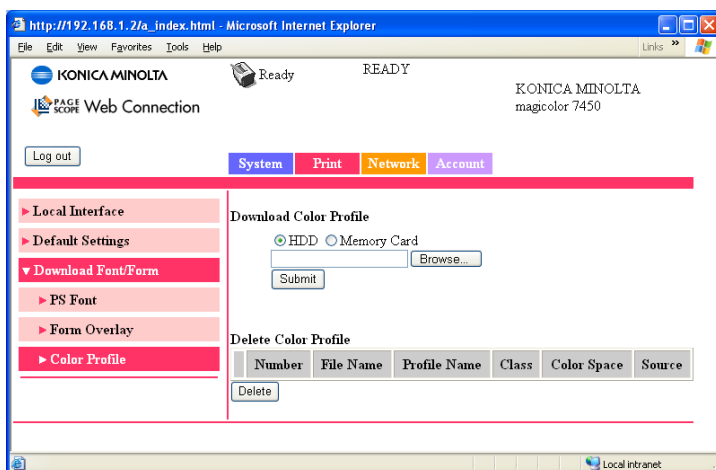 http://192.168.1.2/a_index.html - Microsoft Internet Explorer
File Edit View Favorites Tools Help Links »
KONICA MINOLTA Ready READY
KONICA MINOLTA
magicolor 7450
PAGE SCOPE Web Connection
Log out
System Print Network Account
Local Interface
Default Settings
Download Font/Form
PS Font
Form Overlay
Color Profile
Download Color Profile
HDD Memory Card
Browse...
Submit
Delete Color Profile
Number File Name Profile Name Class Color Space Source
Delete
Local intranet